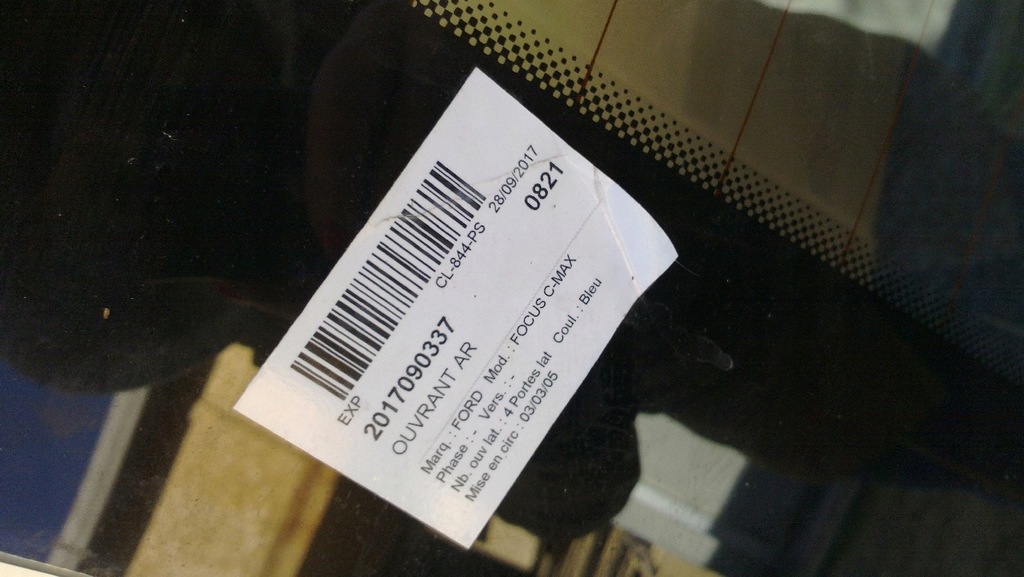 EXP CL-844-PS 28/09/2017
2017090337 0821
OUVRANT AR
Marq. : FORD Mod. : FOCUS C-MAX
Phase : - Vers. : -
Nb. ouv lat. : 4 Portes lat Coul. : Bleu
Mise en circ : 03/03/05